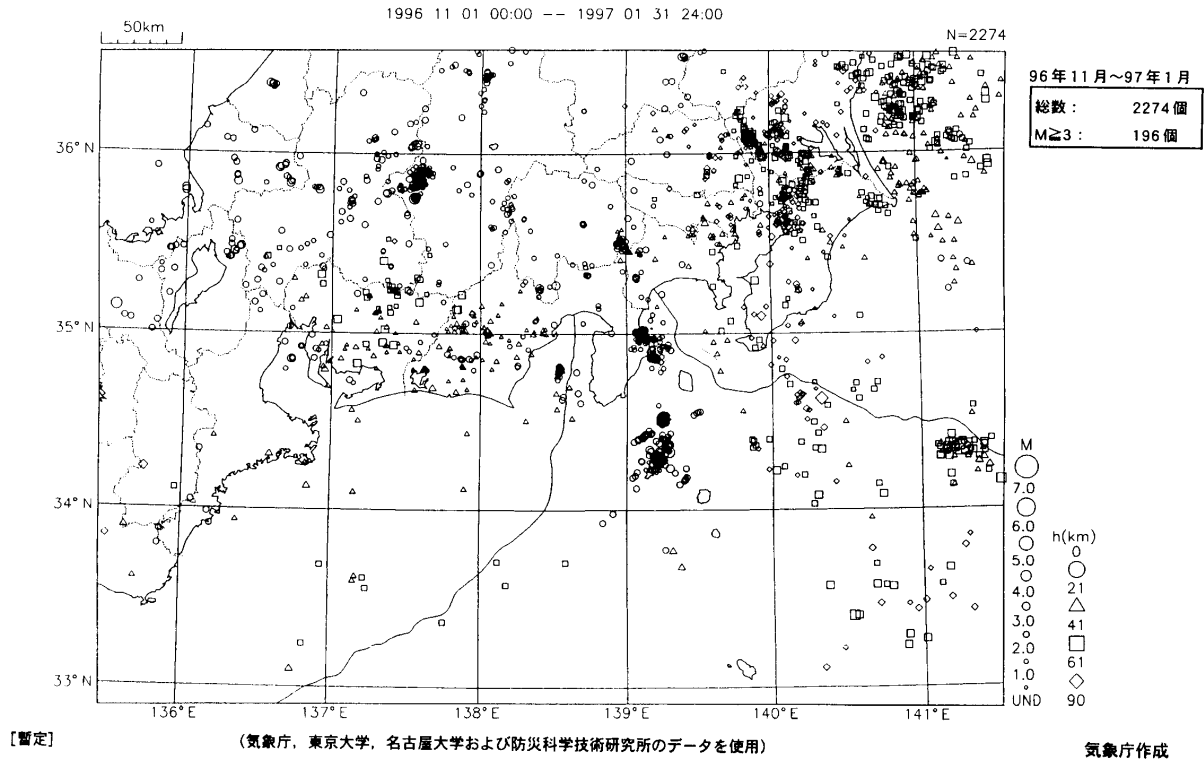 1996 11 01 00:00 -- 1997 01 31 24:00
50km
N=2274
96年11月～97年1月
総数： 2274個
M≧3： 196個
36°N
35°N
34°N
33°N
136°E
137°E
138°E
139°E
140°E
141°E
M
7.0
6.0
5.0
4.0
3.0
2.0
1.0
UND
h(km)
0
21
41
61
90
[暫定]
(気象庁，東京大学，名古屋大学および防災科学技術研究所のデータを使用)
気象庁作成